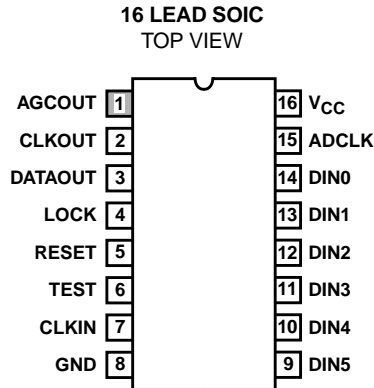 16 LEAD SOIC
TOP VIEW
AGCOUT 1 16 VCC
CLKOUT 2 15 ADCLK
DATAOUT 3 14 DIN0
LOCK 4 13 DIN1
RESET 5 12 DIN2
TEST 6 11 DIN3
CLKIN 7 10 DIN4
GND 8 9 DIN5